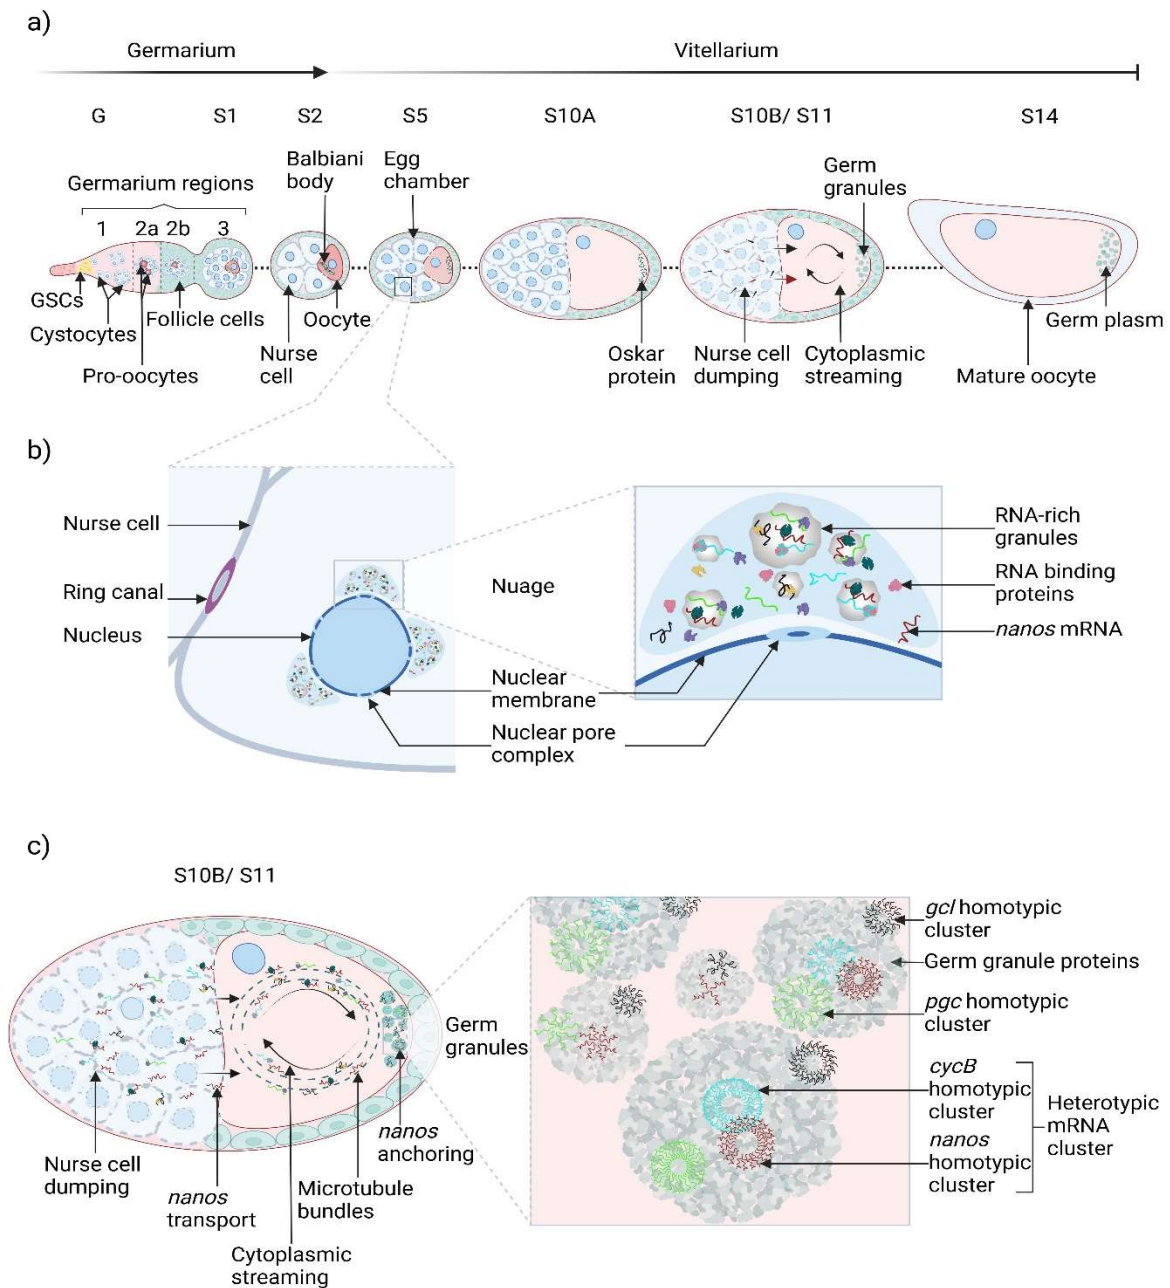 a)
Germarium
Vitellarium
G
S1
S2
S5
S10A
S10B/ S11
S14
Germarium regions
1
2a
2b
3
Balbiani
body
Egg
chamber
Germ
granules
GSCs
Cystocytes
Pro-oocytes
Follicle cells
Nurse
cell
Oocyte
Oskar
protein
Nurse cell
dumping
Cytoplasmic
streaming
Germ plasm
Mature oocyte
b)
Nurse cell
Ring canal
Nucleus
Nuage
Nuclear
membrane
Nuclear pore
complex
RNA-rich
granules
RNA binding
proteins
nanos mRNA
c)
S10B/ S11
Nurse cell
dumping
nanos
transport
Cytoplasmic
streaming
Microtubule
bundles
nanos
anchoring
Germ
granules
gcl homotypic
cluster
Germ granule proteins
pgc homotypic
cluster
cycB
homotypic
cluster
nanos
homotypic
cluster
Heterotypic
mRNA
cluster